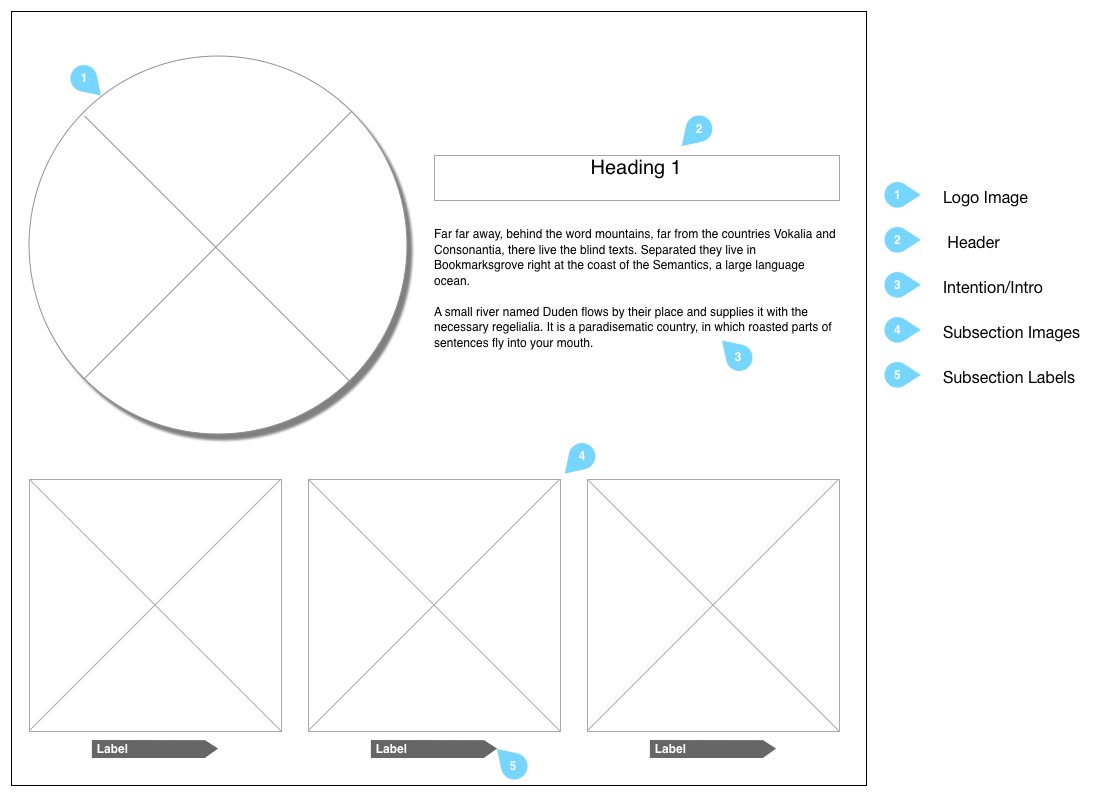 1
2
Heading 1
Far far away, behind the word mountains, far from the countries Vokalia and
Consonantia, there live the blind texts. Separated they live in
Bookmarksgrove right at the coast of the Semantics, a large language
ocean.
A small river named Duden flows by their place and supplies it with the
necessary regelialia. It is a paradisematic country, in which roasted parts of
sentences fly into your mouth.
3
4
Label
Label
Label
5
1 Logo Image
2 Header
3 Intention/Intro
4 Subsection Images
5 Subsection Labels